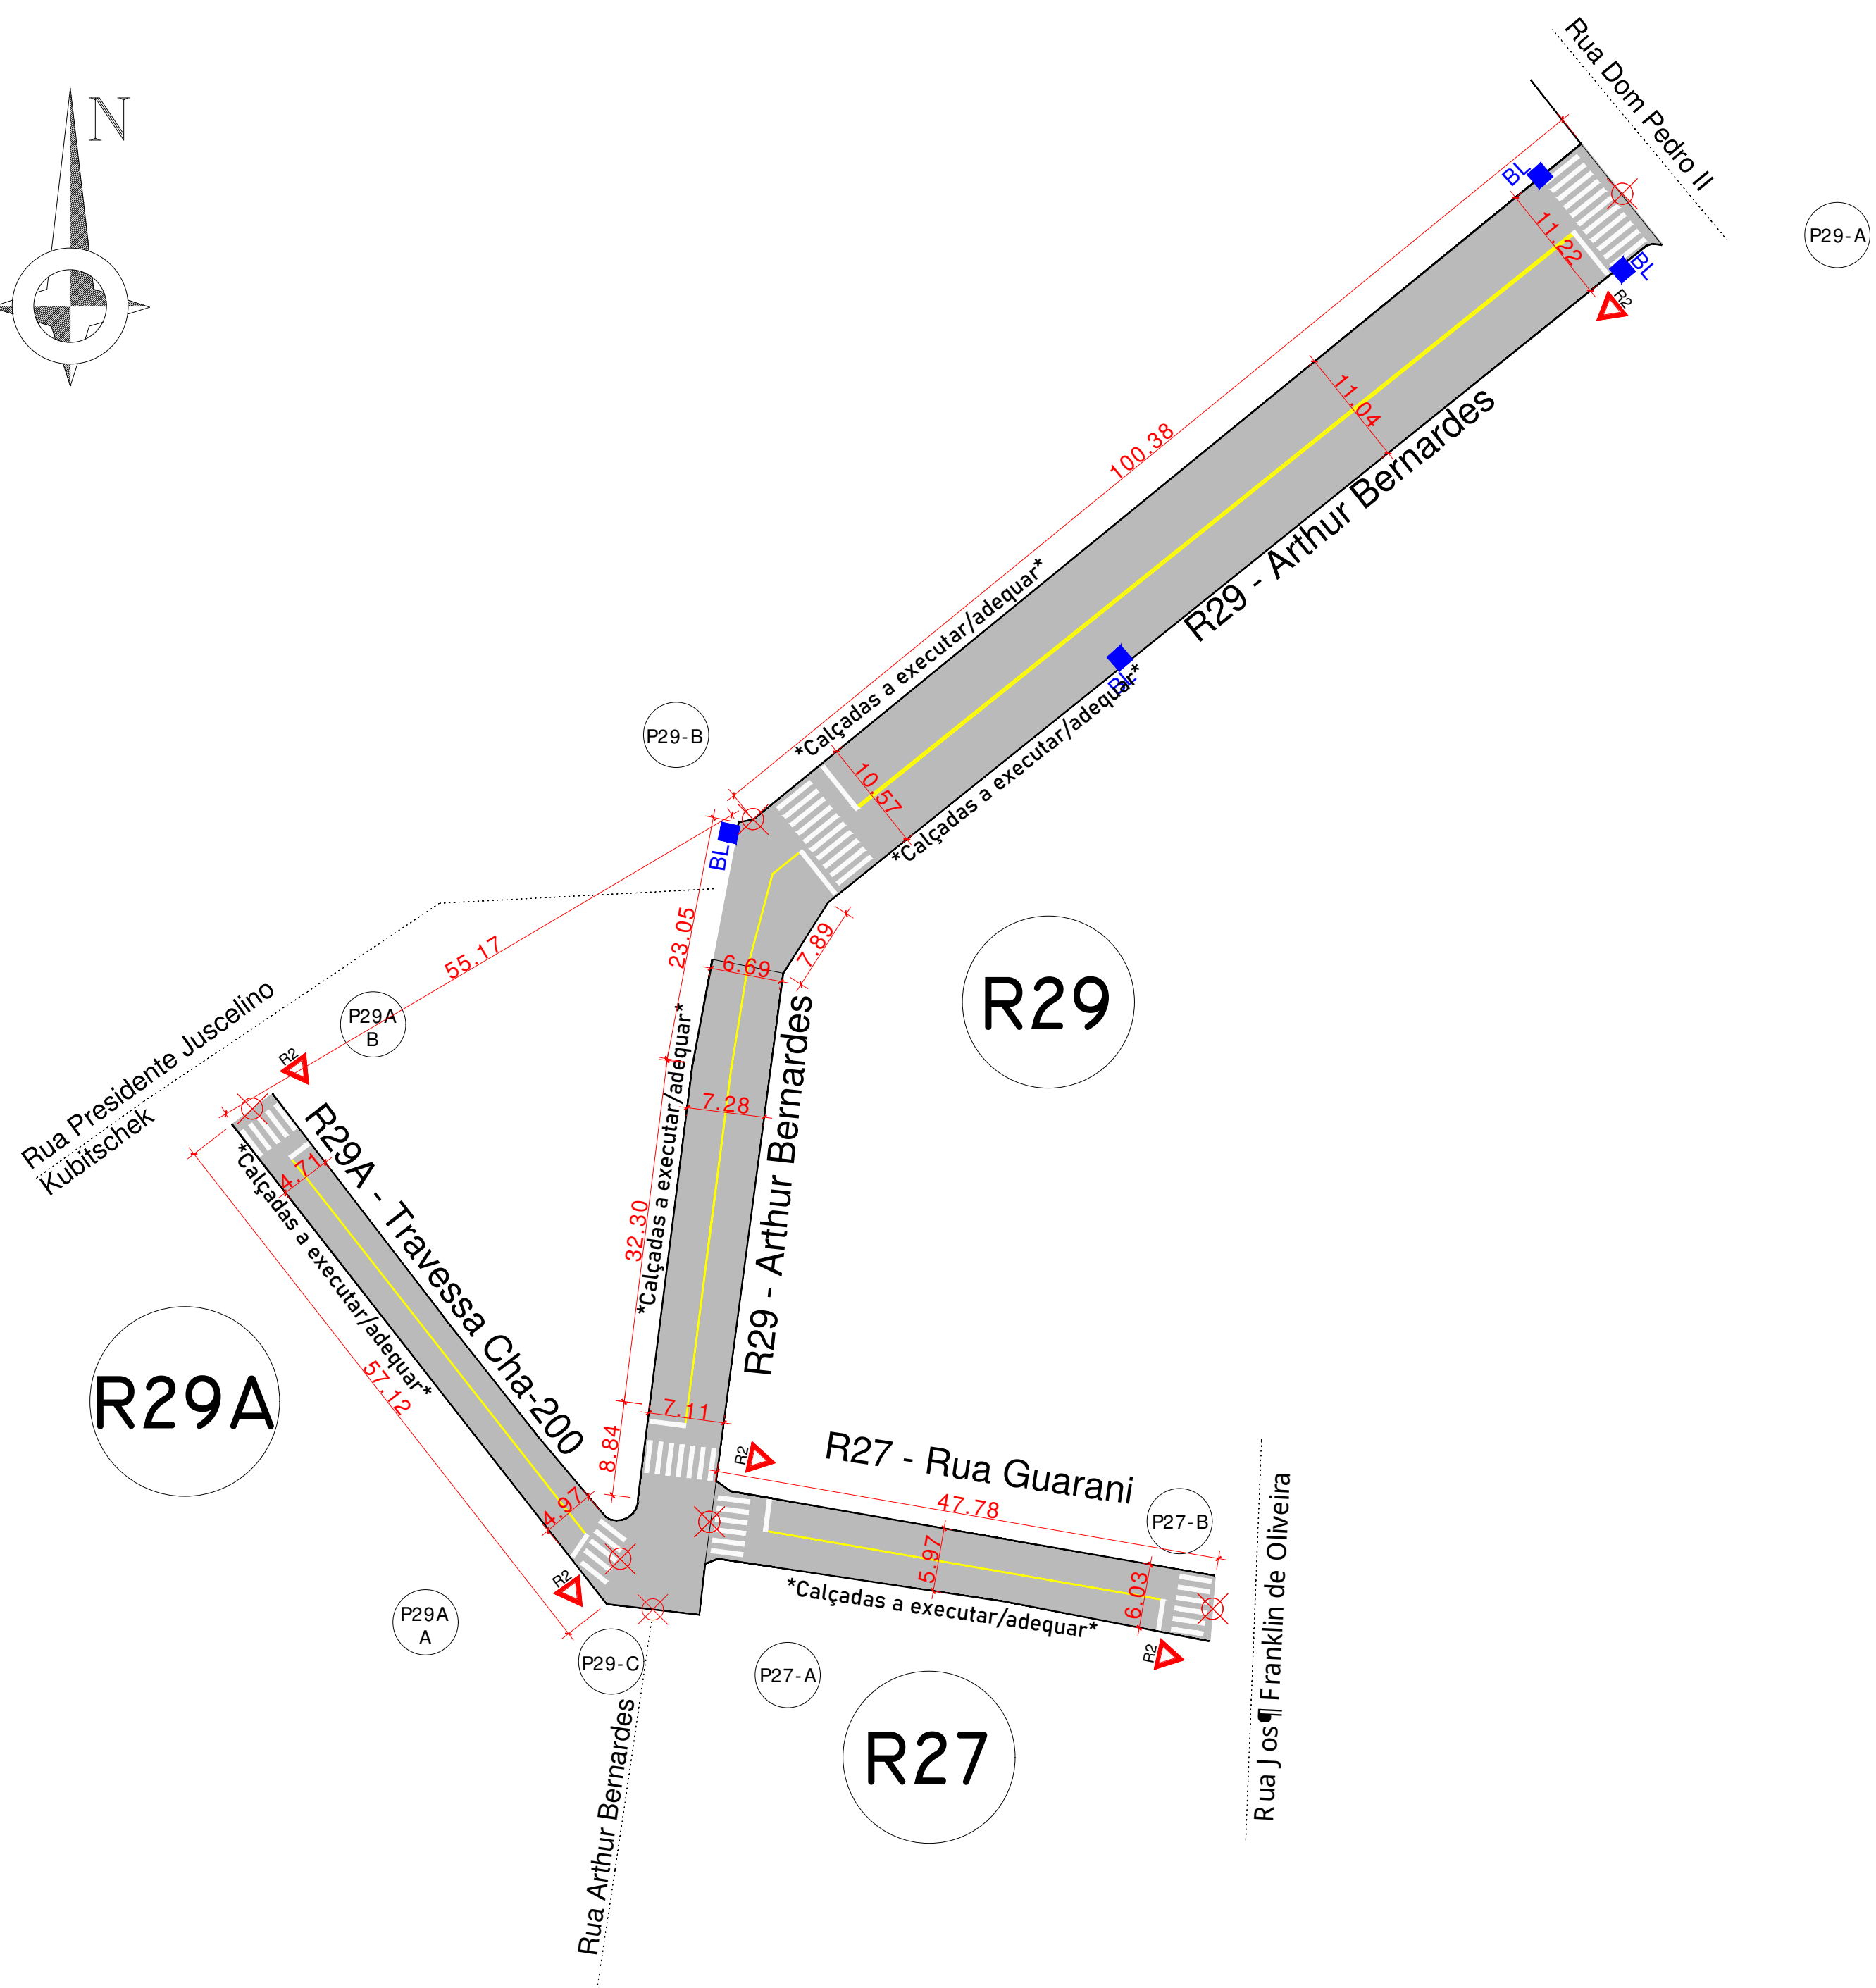 N
Rua Dom Pedro II
P29-A
BL
11.22
BL
R2
11.04
100.38
R29 - Arthur Bernardes
*Calçadas a executar/adequar*
BL
*Calçadas a executar/adequar*
P29-B
10.57
BL
23.05
7.89
55.17
6.69
R29
Rua Presidente Juscelino
Kubitschek
P29A
B
R2
7.28
*Calçadas a executar/adequar*
32.30
R29 - Arthur Bernardes
R29A - Travessa Cha-200
4.71
*Calçadas a executar/adequar*
57.12
R29A
7.11
8.84
4.97
R2
R27 - Rua Guarani
47.78
P27-B
5.97
6.03
*Calçadas a executar/adequar*
R2
R2
P29A
A
P29-C
P27-A
R27
Rua Jos¶ Franklin de Oliveira
Rua Arthur Bernardes